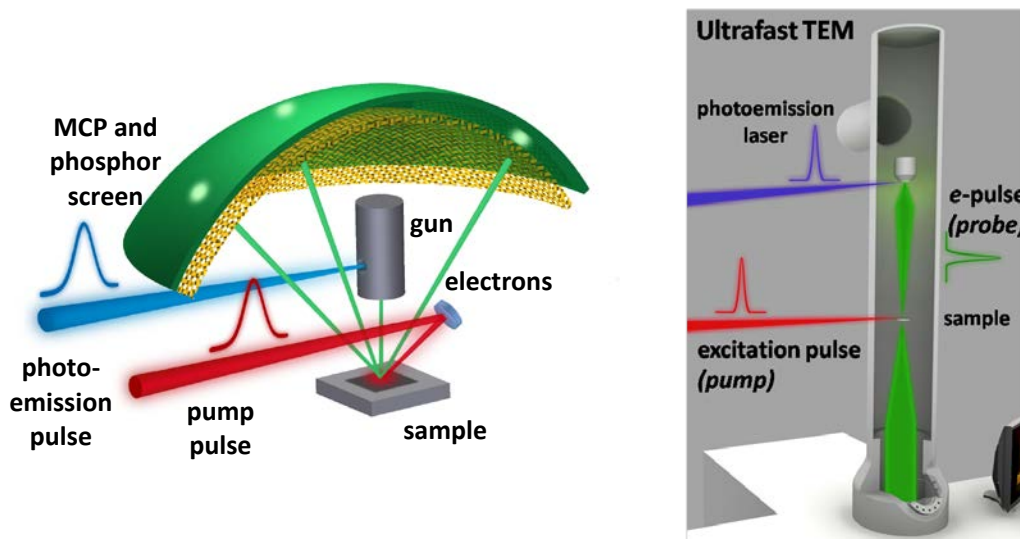 MCP and
phosphor
screen
gun
electrons
photo-
emission
pulse
pump
pulse
sample
Ultrafast TEM
photoemission
laser
e-pulse
(probe)
sample
excitation pulse
(pump)